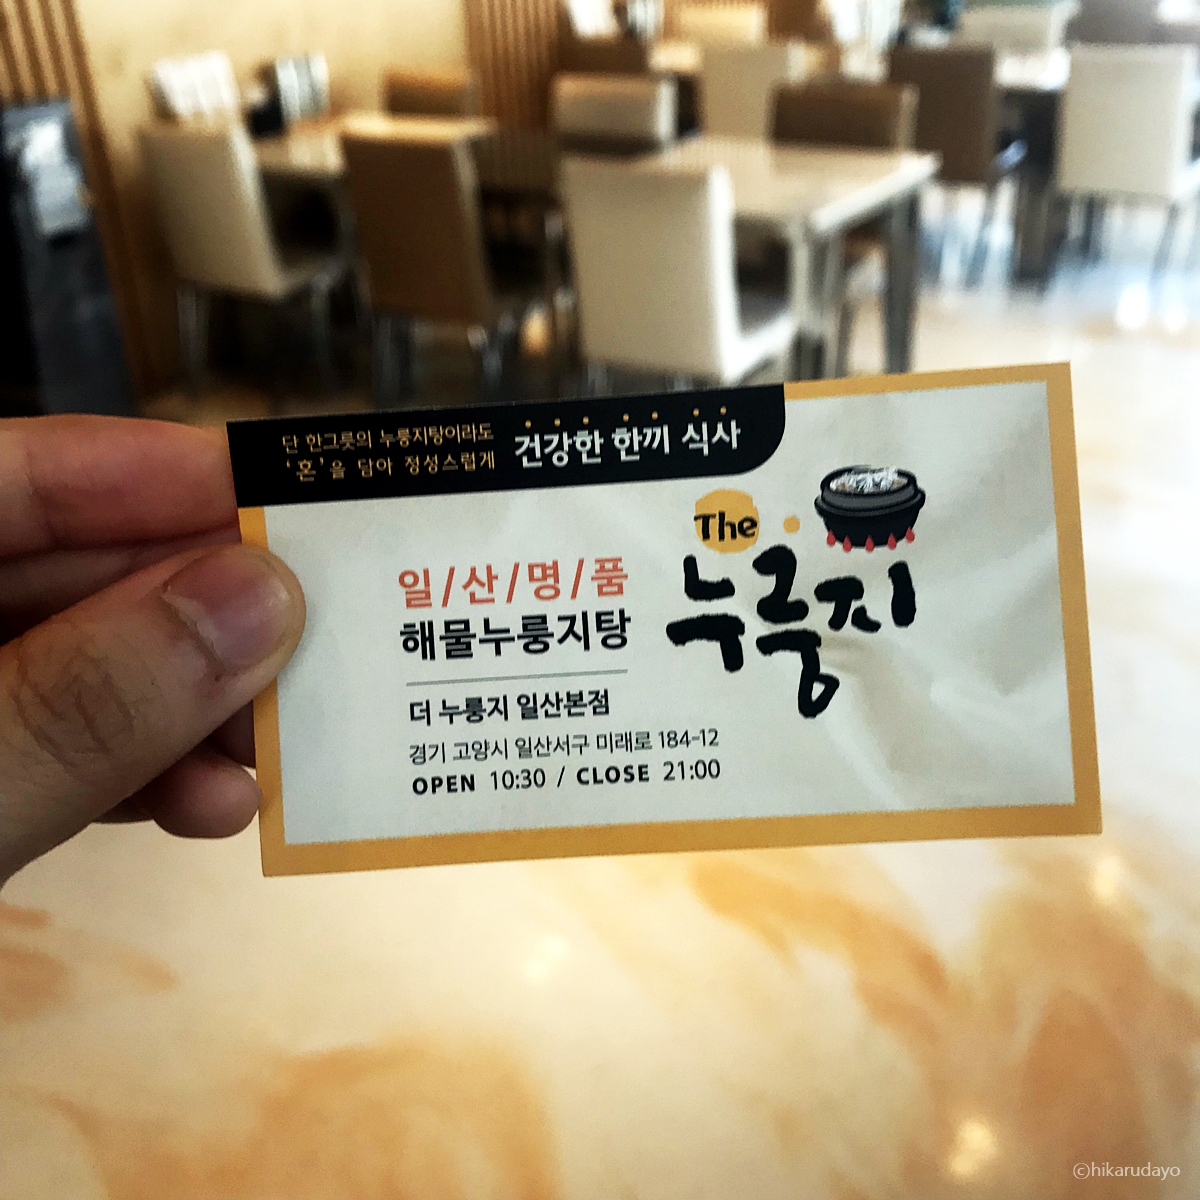 단 한그릇의 누룽지탕이라도
'혼'을 담아 정성스럽게
건강한 한끼 식사
The
누룽지
일/산/명/품
해물누룽지탕
더 누룽지 일산본점
경기 고양시 일산서구 미래로 184-12
OPEN 10:30 / CLOSE 21:00
©hikarudayo